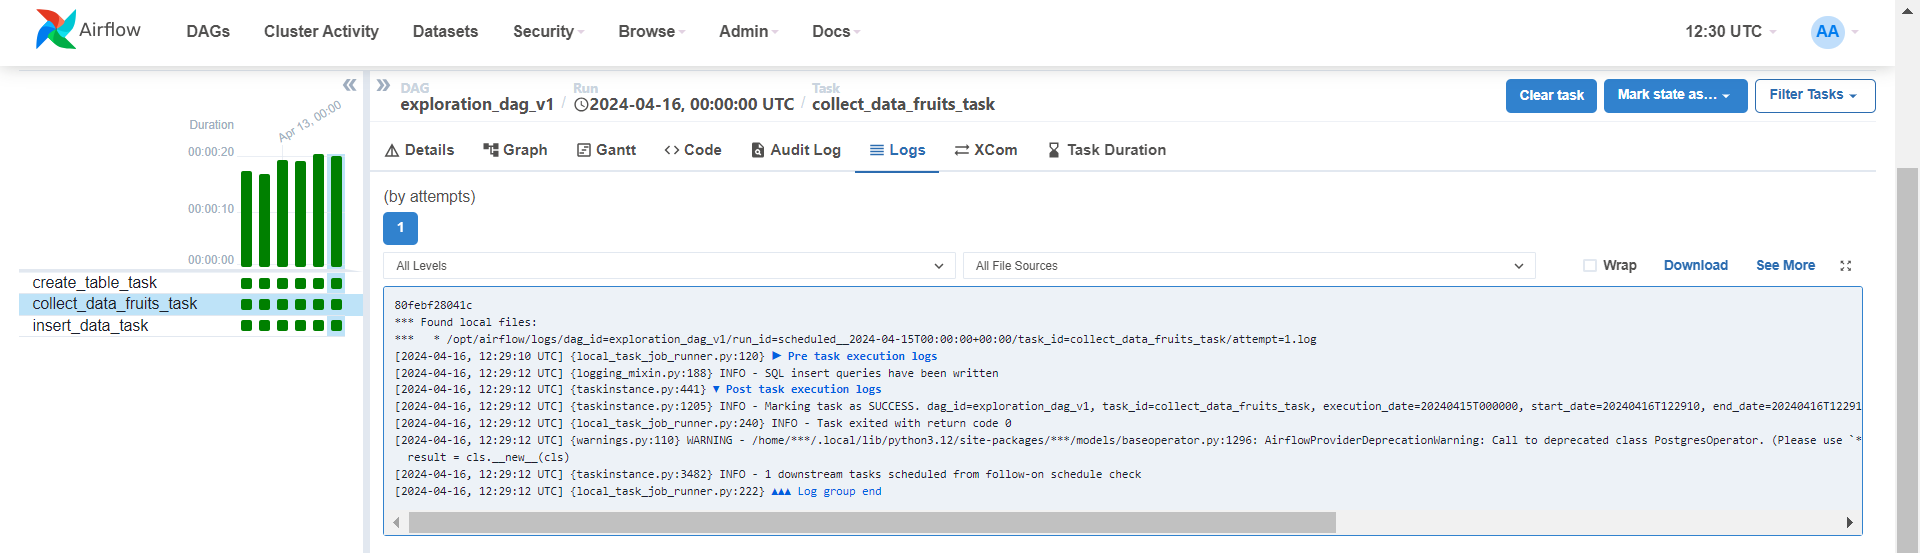 Airflow DAGs Cluster Activity Datasets Security Browse Admin Docs 12:30 UTC AA
DAG Run Task
exploration_dag_v1 / 2024-04-16, 00:00:00 UTC / collect_data_fruits_task
Clear task Mark state as... Filter Tasks
Duration Apr 13, 00:00
00:00:20
00:00:10
00:00:00
create_table_task
collect_data_fruits_task
insert_data_task
Details Graph Gantt Code Audit Log Logs XCom Task Duration
(by attempts)
1
All Levels All File Sources Wrap Download See More
80febf28041c
*** Found local files:
***   * /opt/airflow/logs/dag_id=exploration_dag_v1/run_id=scheduled__2024-04-15T00:00:00+00:00/task_id=collect_data_fruits_task/attempt=1.log
[2024-04-16, 12:29:10 UTC] {local_task_job_runner.py:120} ▶ Pre task execution logs
[2024-04-16, 12:29:12 UTC] {logging_mixin.py:188} INFO - SQL insert queries have been written
[2024-04-16, 12:29:12 UTC] {taskinstance.py:441} ▼ Post task execution logs
[2024-04-16, 12:29:12 UTC] {taskinstance.py:1205} INFO - Marking task as SUCCESS. dag_id=exploration_dag_v1, task_id=collect_data_fruits_task, execution_date=20240415T000000, start_date=20240416T122910, end_date=20240416T12291
[2024-04-16, 12:29:12 UTC] {local_task_job_runner.py:240} INFO - Task exited with return code 0
[2024-04-16, 12:29:12 UTC] {warnings.py:110} WARNING - /home/***/.local/lib/python3.12/site-packages/***/models/baseoperator.py:1296: AirflowProviderDeprecationWarning: Call to deprecated class PostgresOperator. (Please use `*
result = cls.__new__(cls)
[2024-04-16, 12:29:12 UTC] {taskinstance.py:3482} INFO - 1 downstream tasks scheduled from follow-on schedule check
[2024-04-16, 12:29:12 UTC] {local_task_job_runner.py:222} ▲▲▲ Log group end